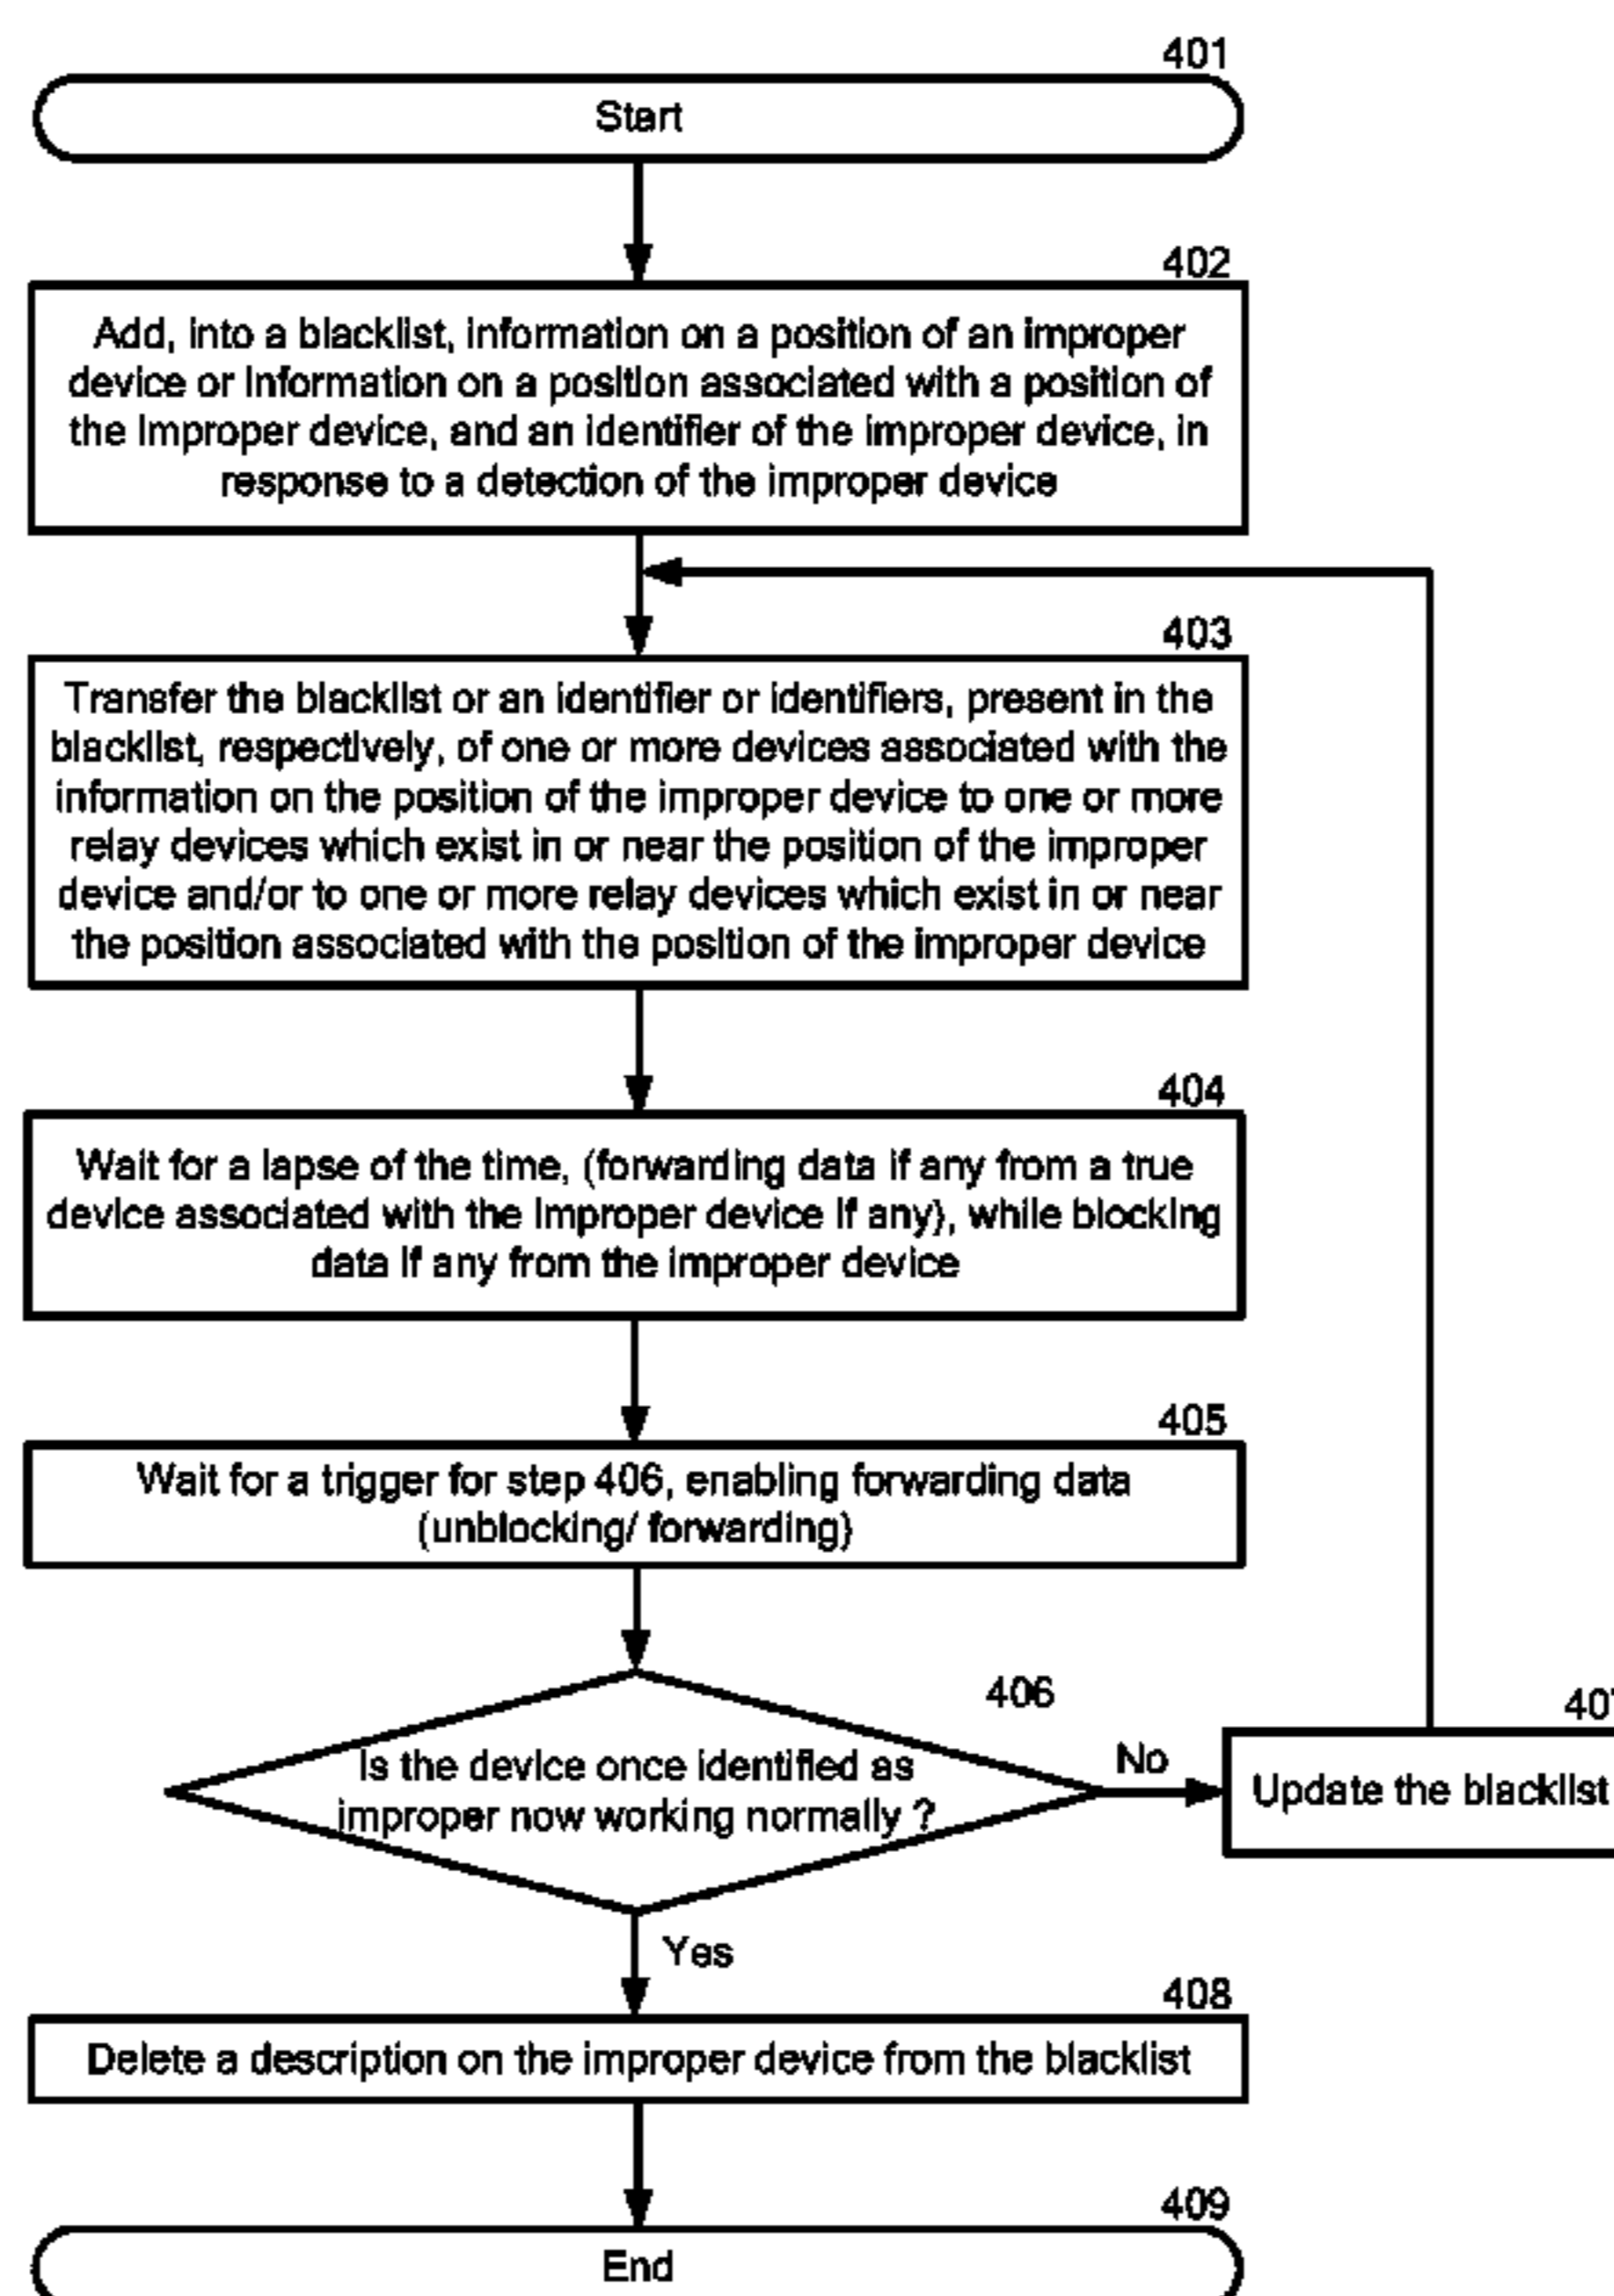 401
Start
402
Add, into a blacklist, information on a position of an improper
device or information on a position associated with a position of
the improper device, and an identifier of the improper device, in
response to a detection of the improper device
403
Transfer the blacklist or an identifier or identifiers, present in the
blacklist, respectively, of one or more devices associated with the
information on the position of the improper device to one or more
relay devices which exist in or near the position of the improper
device and/or to one or more relay devices which exist in or near
the position associated with the position of the improper device
404
Wait for a lapse of the time, (forwarding data if any from a true
device associated with the improper device if any), while blocking
data if any from the improper device
405
Wait for a trigger for step 406, enabling forwarding data
(unblocking/ forwarding)
406
Is the device once identified as
improper now working normally ?
No
Update the blacklist
Yes
408
Delete a description on the improper device from the blacklist
409
End